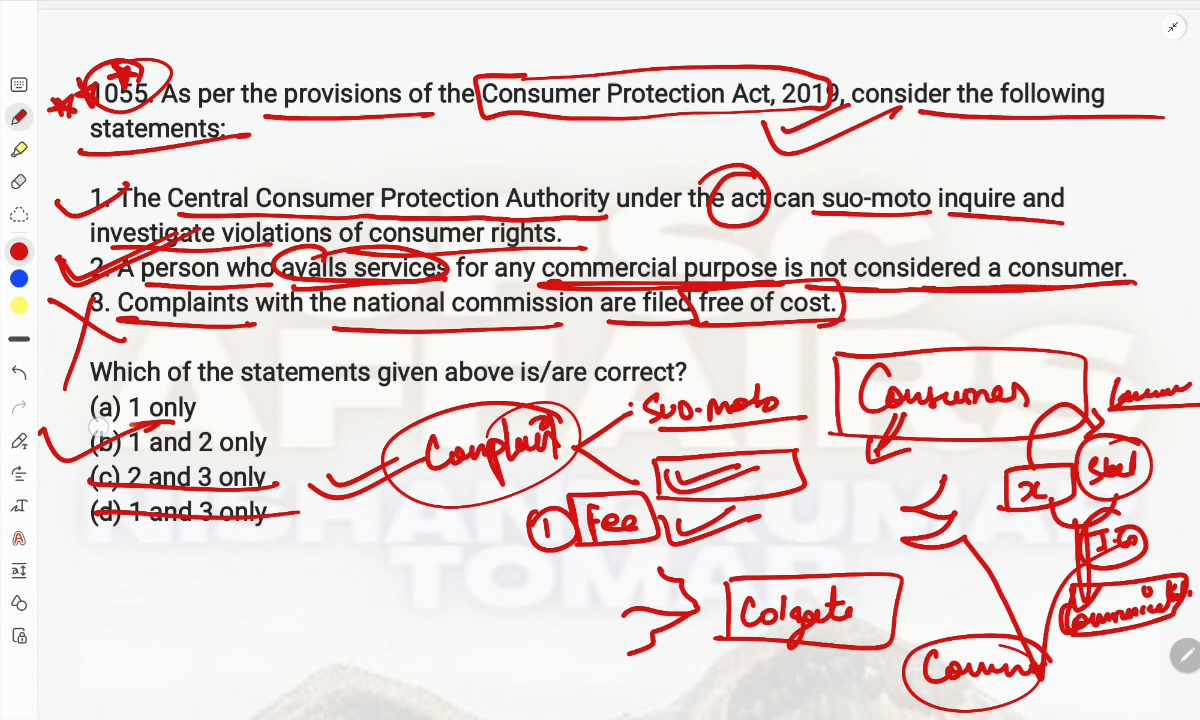 1055. As per the provisions of the Consumer Protection Act, 2019, consider the following
statements:
1. The Central Consumer Protection Authority under the act can suo-moto inquire and
investigate violations of consumer rights.
2. A person who avails services for any commercial purpose is not considered a consumer.
3. Complaints with the national commission are filed free of cost.
Which of the statements given above is/are correct?
(a) 1 only
(b) 1 and 2 only
(c) 2 and 3 only
(d) 1 and 3 only
Suo-moto
Complaint
Consumer
Steel
x
1 Fee
Colgate
UPSC
AFFAIRS
TOMAR